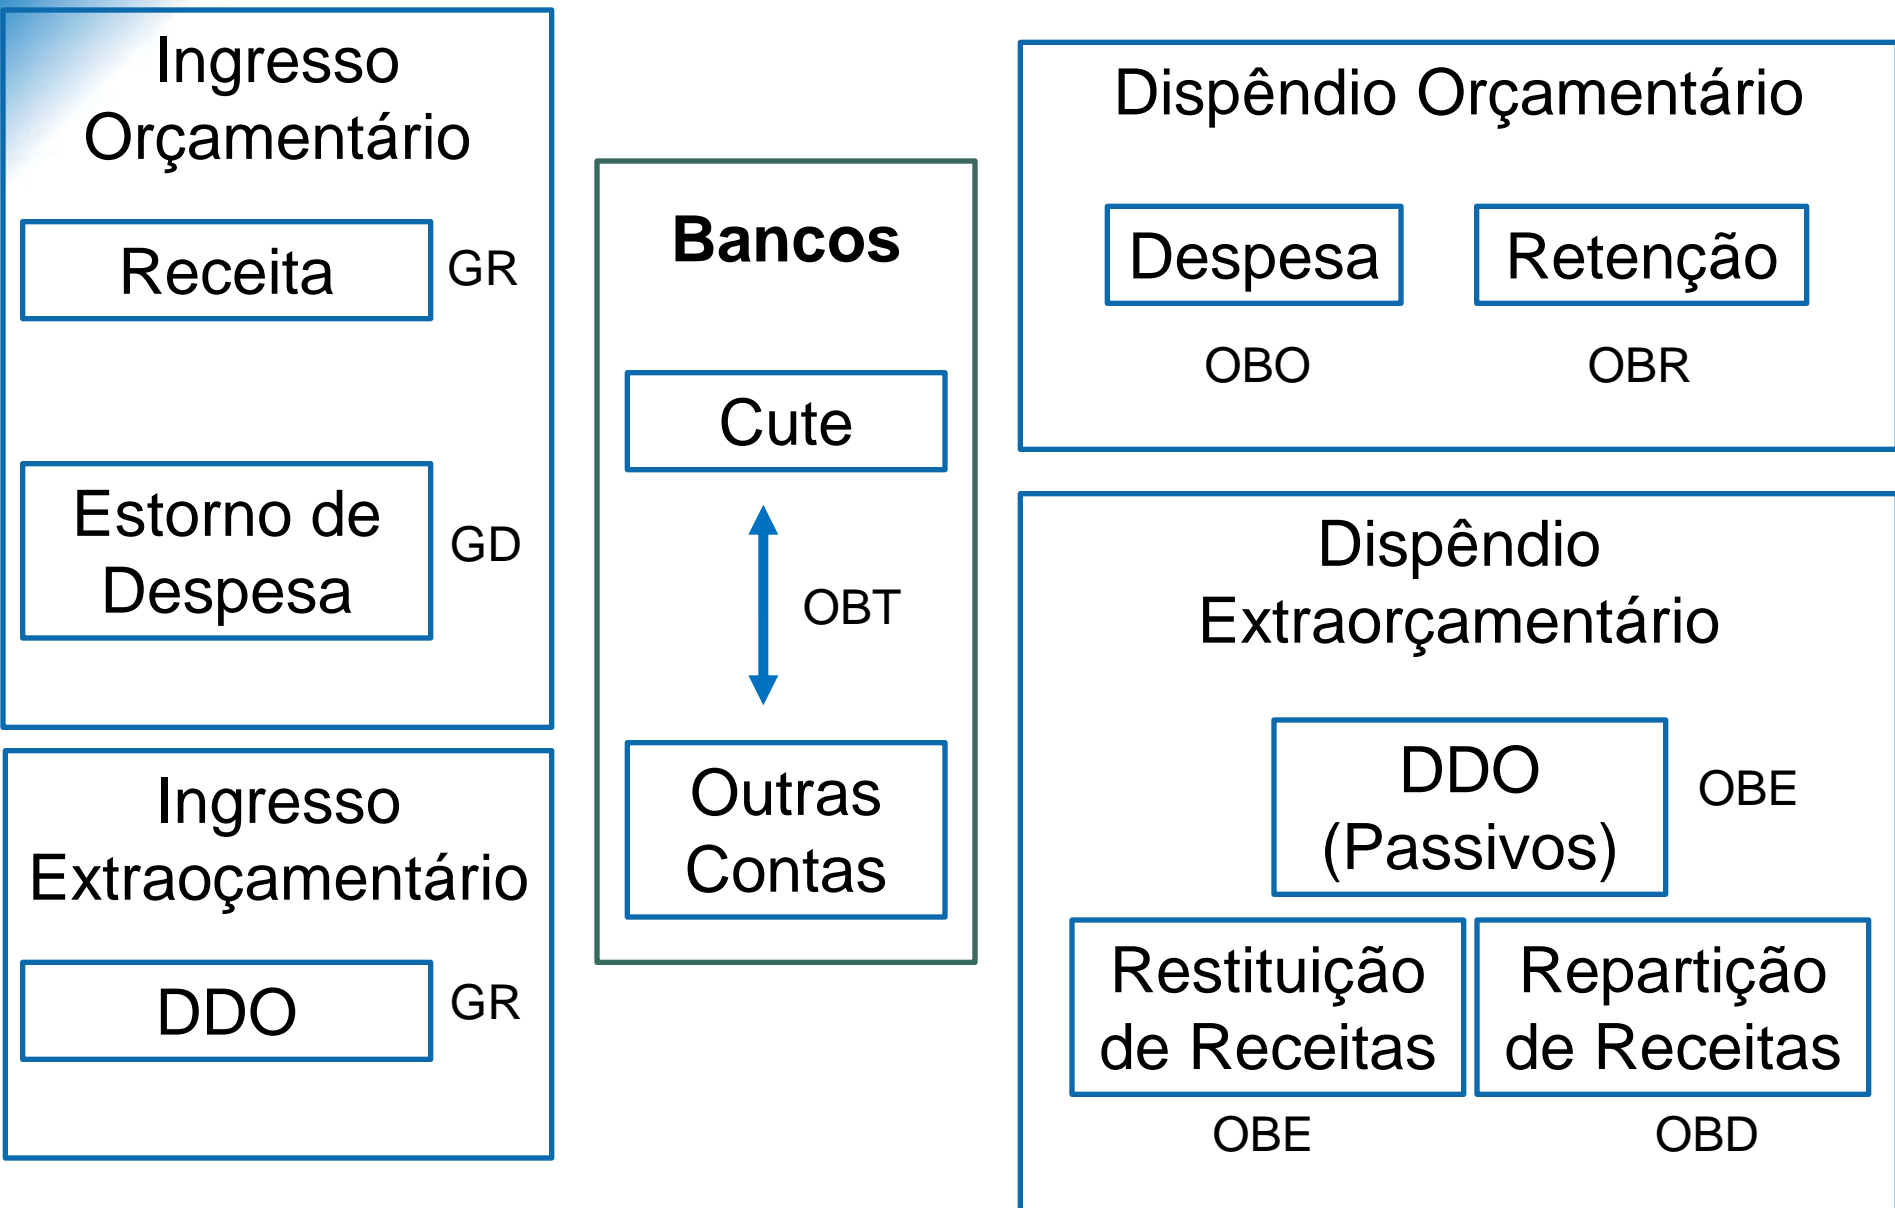 Ingresso
Orçamentário
Receita
GR
Estorno de
Despesa
GD
Ingresso
Extraoçamentário
DDO
GR
Bancos
Cute
OBT
Outras
Contas
Dispêndio Orçamentário
Despesa
Retenção
OBO
OBR
Dispêndio
Extraorçamentário
DDO
(Passivos)
OBE
Restituição
de Receitas
OBE
Repartição
de Receitas
OBD